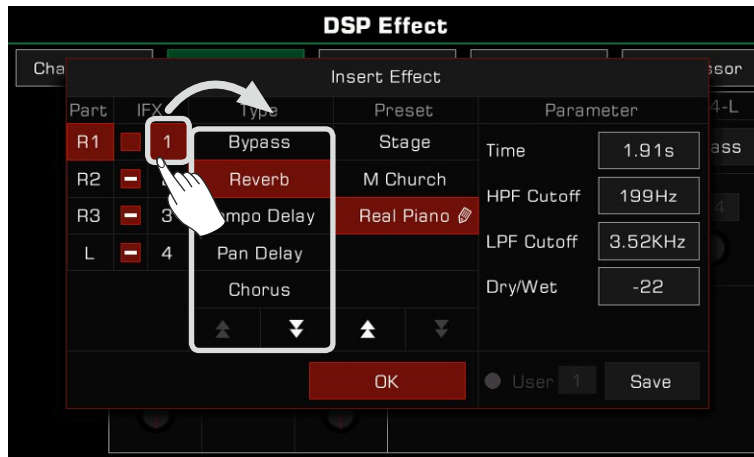 DSP Effect
Cha
ssor
Insert Effect
Part IFX Type Preset Parameter
4-L
R1 1 Bypass Stage Time 1.91s
ass
R2 Reverb M Church HPF Cutoff 199Hz
R3 3 mpo Delay Real Piano LPF Cutoff 3.52KHz
4
L 4 Pan Delay
Chorus Dry/Wet -22
OK User 1 Save